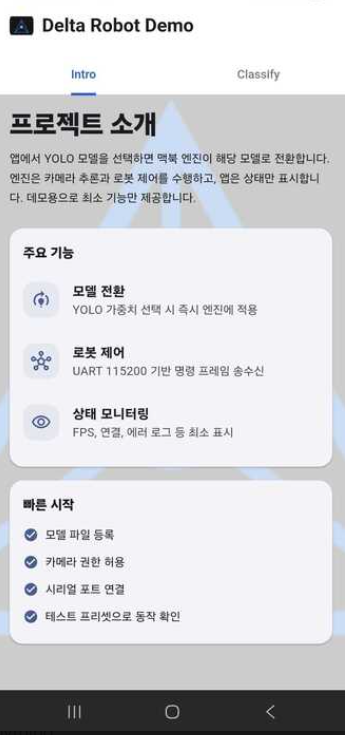 Delta Robot Demo
Intro
Classify
프로젝트 소개
앱에서 YOLO 모델을 선택하면 맥북 엔진이 해당 모델로 전환합니다.
엔진은 카메라 추론과 로봇 제어를 수행하고, 앱은 상태만 표시합니
다. 데모용으로 최소 기능만 제공합니다.
주요 기능
모델 전환
YOLO 가중치 선택 시 즉시 엔진에 적용
로봇 제어
UART 115200 기반 명령 프레임 송수신
상태 모니터링
FPS, 연결, 에러 로그 등 최소 표시
빠른 시작
모델 파일 등록
카메라 권한 허용
시리얼 포트 연결
테스트 프리셋으로 동작 확인